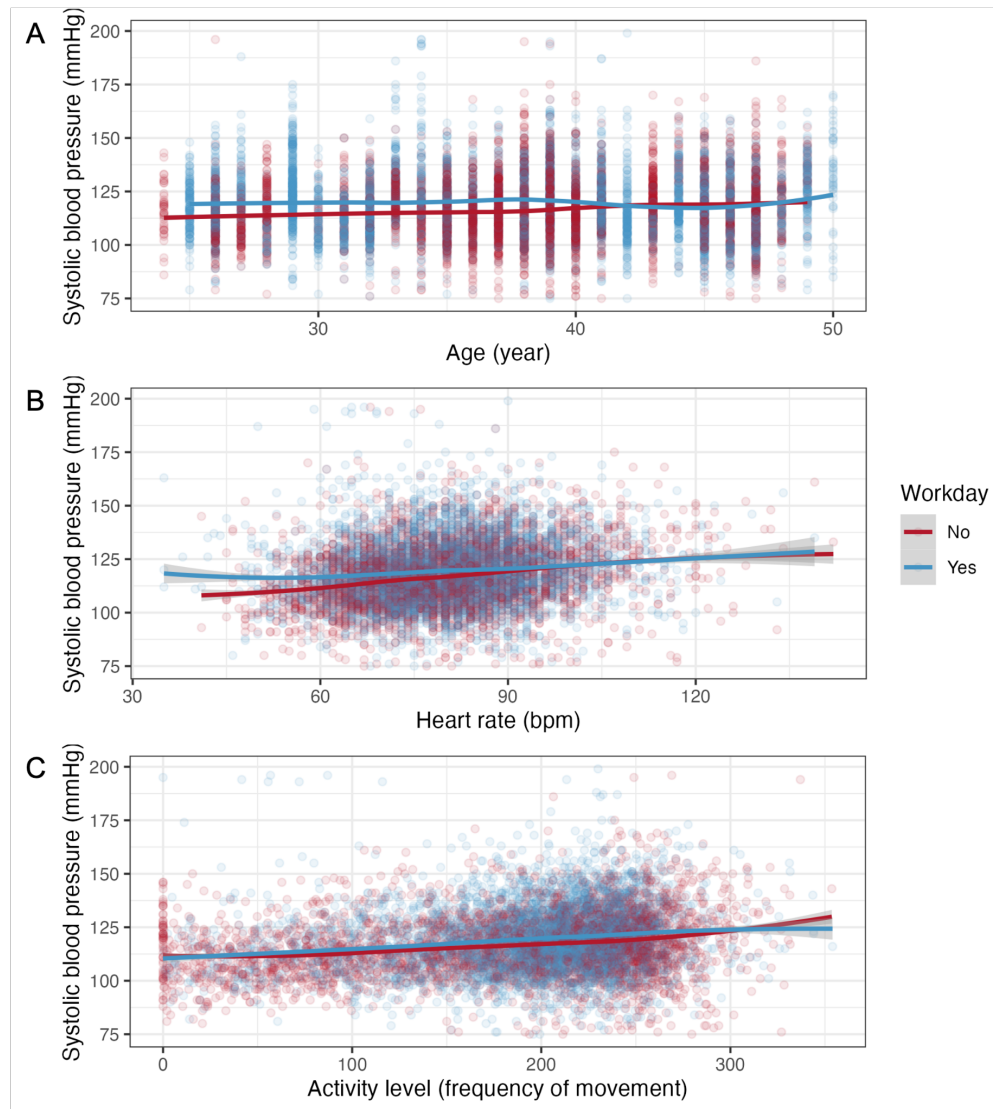 A
Systolic blood pressure (mmHg)
200
175
150
125
100
75
30 40 50
Age (year)
B
Systolic blood pressure (mmHg)
200
175
150
125
100
75
30 60 90 120
Heart rate (bpm)
Workday
No
Yes
C
Systolic blood pressure (mmHg)
200
175
150
125
100
75
0 100 200 300
Activity level (frequency of movement)